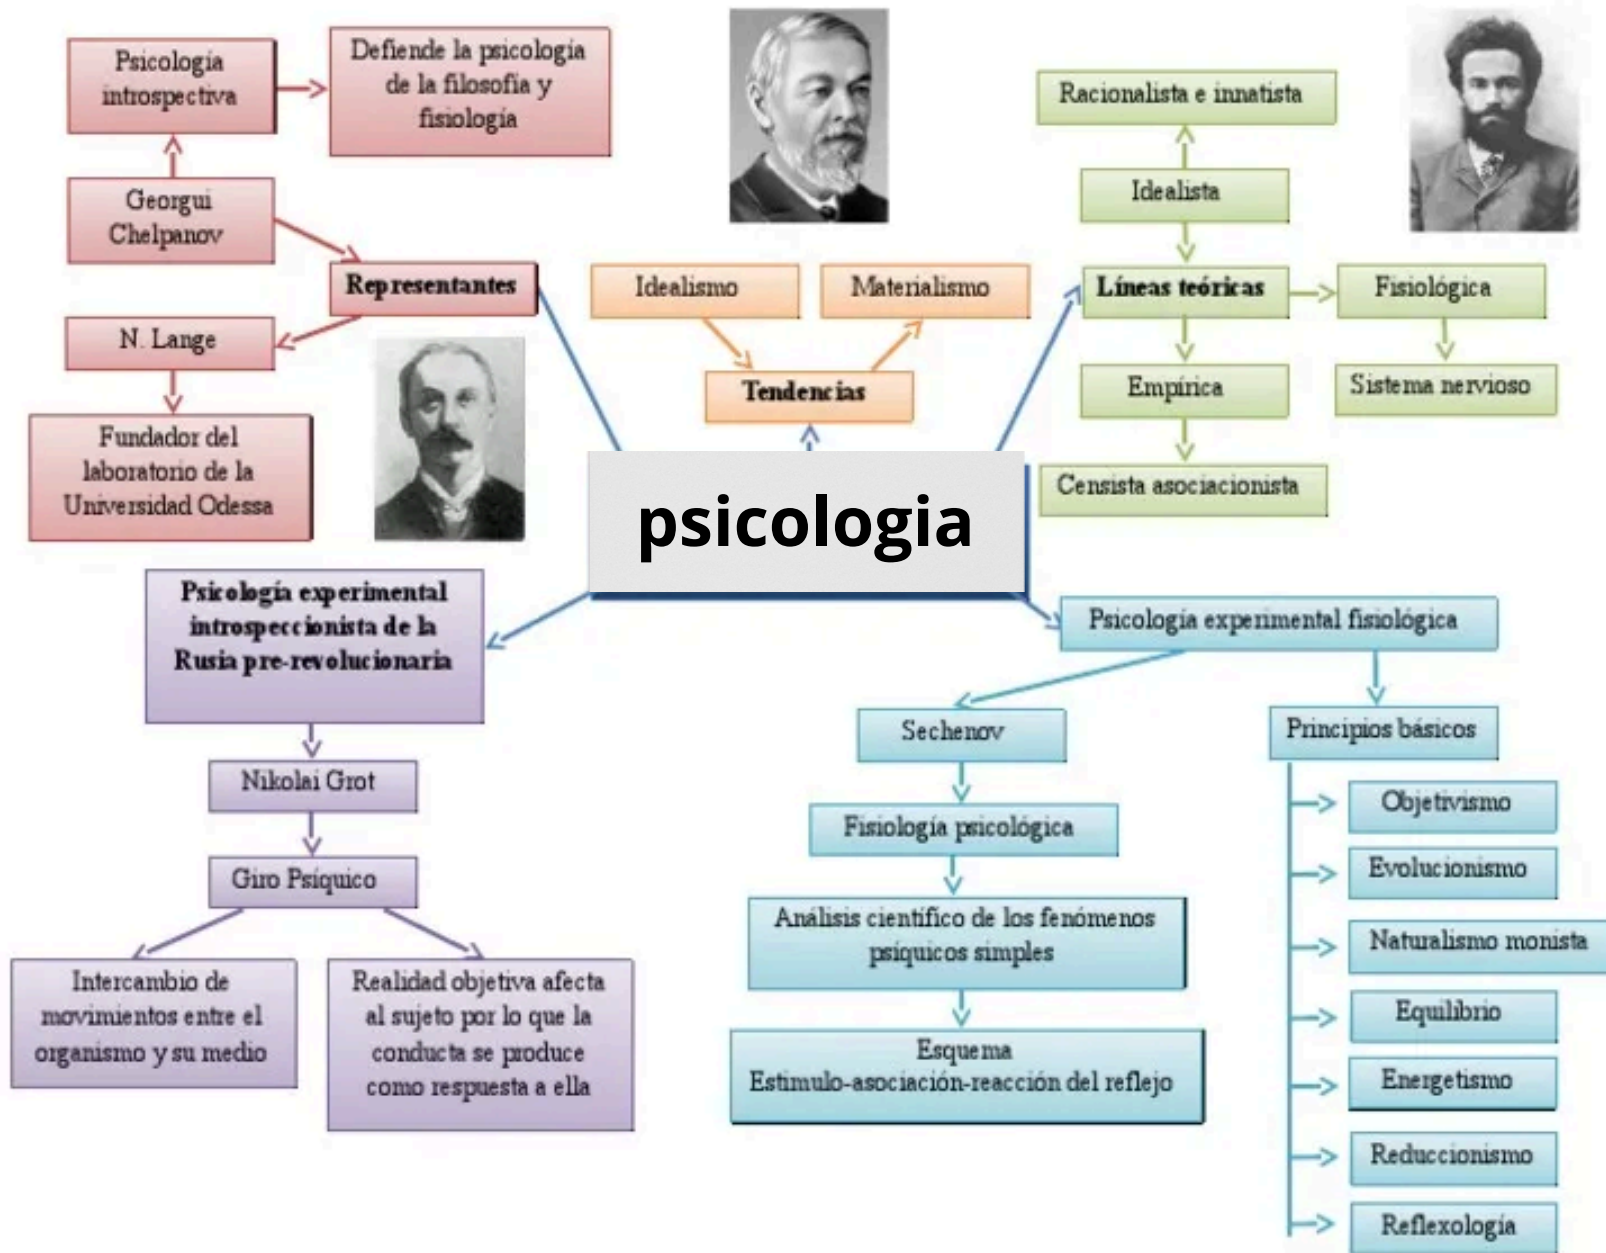 Psicología
introspectiva
Defiende la psicología
de la filosofía y
fisiología
Georgui
Chelpanov
Representantes
N. Lange
Fundador del
laboratorio de la
Universidad Odessa
Idealismo
Materialismo
Tendencias
Racionalista e innatista
Idealista
Líneas teóricas
Fisiológica
Empírica
Sistema nervioso
Censista asociacionista
psicologia
Psicología experimental
introspeccionista de la
Rusia pre-revolucionaria
Nikolai Grot
Giro Psíquico
Intercambio de
movimientos entre el
organismo y su medio
Realidad objetiva afecta
al sujeto por lo que la
conducta se produce
como respuesta a ella
Psicología experimental fisiológica
Sechenov
Fisiología psicológica
Análisis científico de los fenómenos
psíquicos simples
Esquema
Estimulo-asociación-reacción del reflejo
Principios básicos
Objetivismo
Evolucionismo
Naturalismo monista
Equilibrio
Energetismo
Reduccionismo
Reflexología